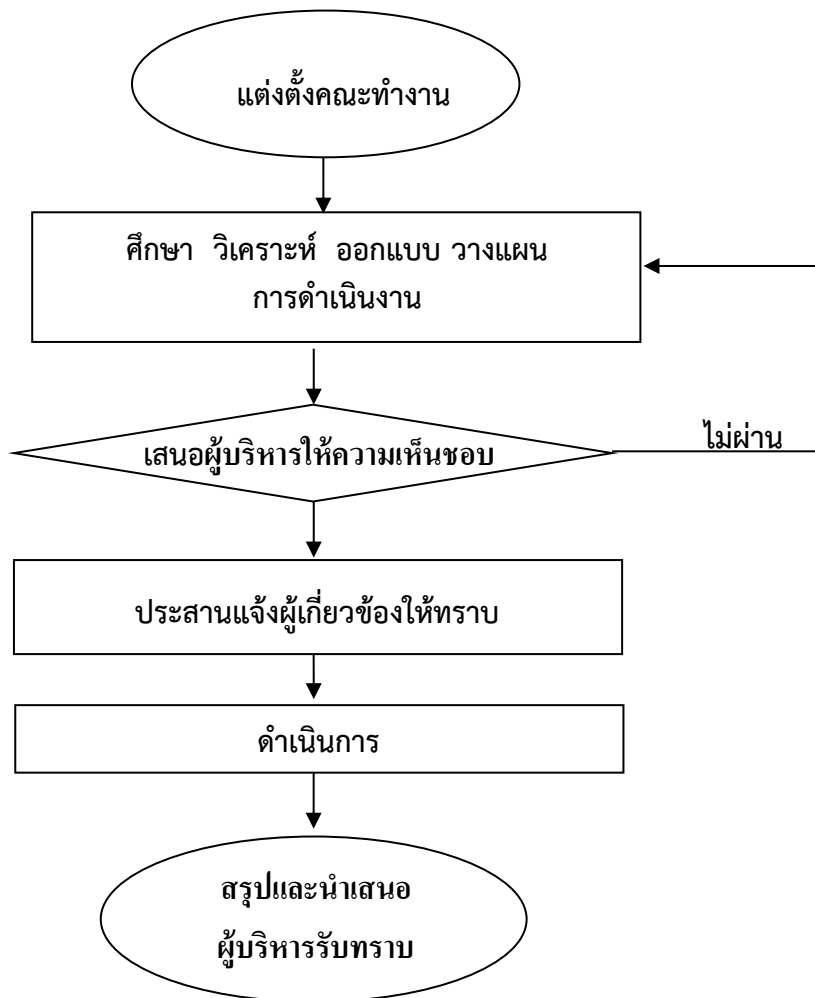 แต่งตั้งคณะทำงาน
ศึกษา วิเคราะห์ ออกแบบ วางแผน
การดำเนินงาน
เสนอผู้บริหารให้ความเห็นชอบ
ไม่ผ่าน
ประสานแจ้งผู้เกี่ยวข้องให้ทราบ
ดำเนินการ
สรุปและนำเสนอ
ผู้บริหารรับทราบ